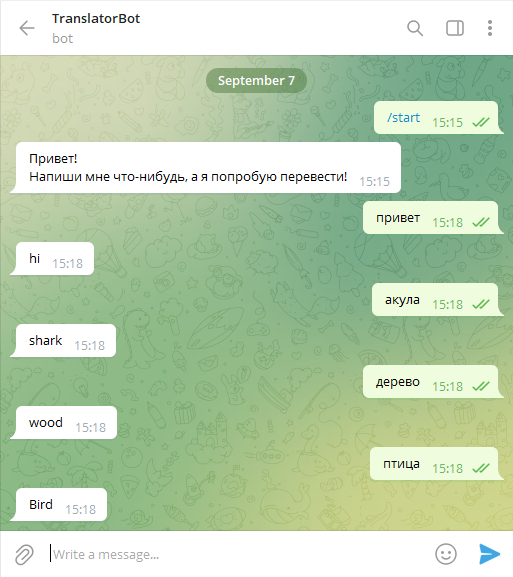 TranslatorBot
bot
September 7
/start 15:15
Привет!
Напиши мне что-нибудь, а я попробую перевести! 15:15
привет 15:18
hi 15:18
акула 15:18
shark 15:18
дерево 15:18
wood 15:18
птица 15:18
Bird 15:18
Write a message...